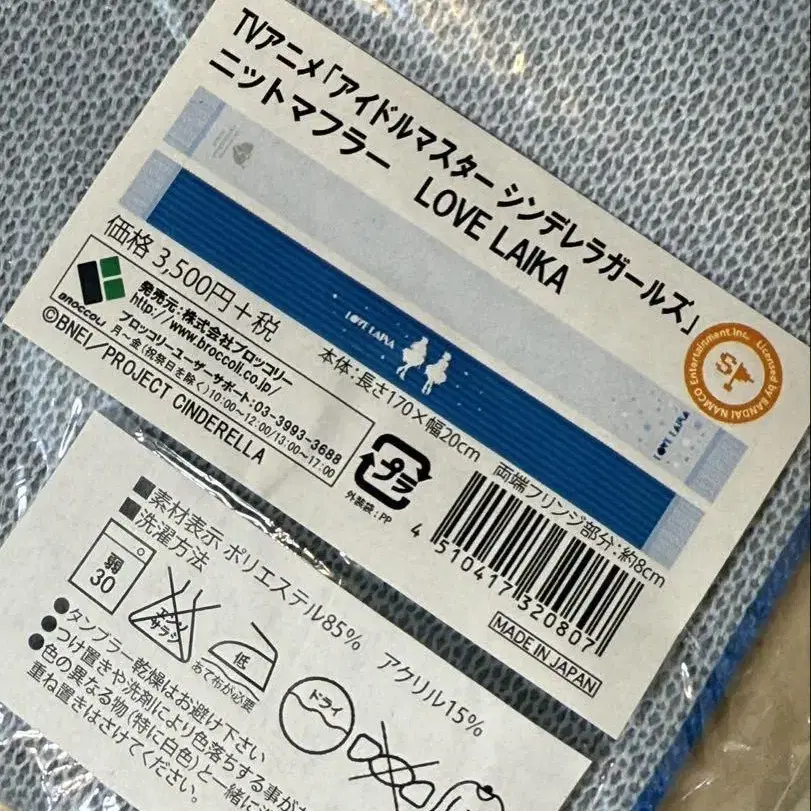 TVアニメ「アイドルマスター シンデレラガールズ」
ニットマフラー LOVE LAIKA
LOVE LAIKA
LOVE LAIKA
価格 3,500円+税
本体:長さ170×幅20cm 両端フリンジ部分:約8cm
BROCCOLI
発売元:株式会社ブロッコリー
http://www.broccoli.co.jp/
ブロッコリーユーザーサポート:03-3993-3688
月〜金(祝祭日を除く)10:00〜12:00/13:00〜17:00
©BNEI/PROJECT CINDERELLA
プラ
外装袋:PP
Licensed by BANDAI NAMCO Entertainment Inc.
4 510417 320807
MADE IN JAPAN
■素材表示 ポリエステル85% アクリル15%
■洗濯方法
弱
30
エンソサラシ
低
あて布が必要
ドライ
●タンブラー乾燥はお避け下さい
●つけ置きや洗剤により色落ちする事が
●色の異なる物(特に白色)と一緒に
重ね置きはさけてください。